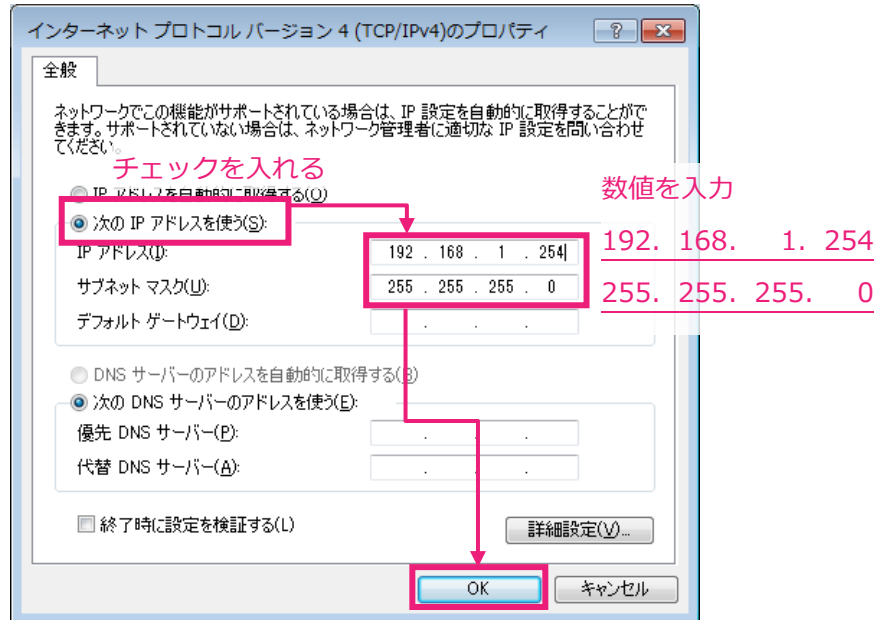 インターネット プロトコル バージョン 4 (TCP/IPv4)のプロパティ
全般
ネットワークでこの機能がサポートされている場合は、IP 設定を自動的に取得することがで
きます。サポートされていない場合は、ネットワーク管理者に適切な IP 設定を問い合わせ
てください。
チェックを入れる
IP アドレスを自動的に取得する(O)
次の IP アドレスを使う(S):
数値を入力
IP アドレス(I):
192 . 168 . 1 . 254
192. 168. 1. 254
サブネット マスク(U):
255 . 255 . 255 . 0
255. 255. 255. 0
デフォルト ゲートウェイ(D):
. . .
DNS サーバーのアドレスを自動的に取得する(B)
次の DNS サーバーのアドレスを使う(E):
優先 DNS サーバー(P):
. . .
代替 DNS サーバー(A):
. . .
終了時に設定を検証する(L)
詳細設定(V)...
OK
キャンセル